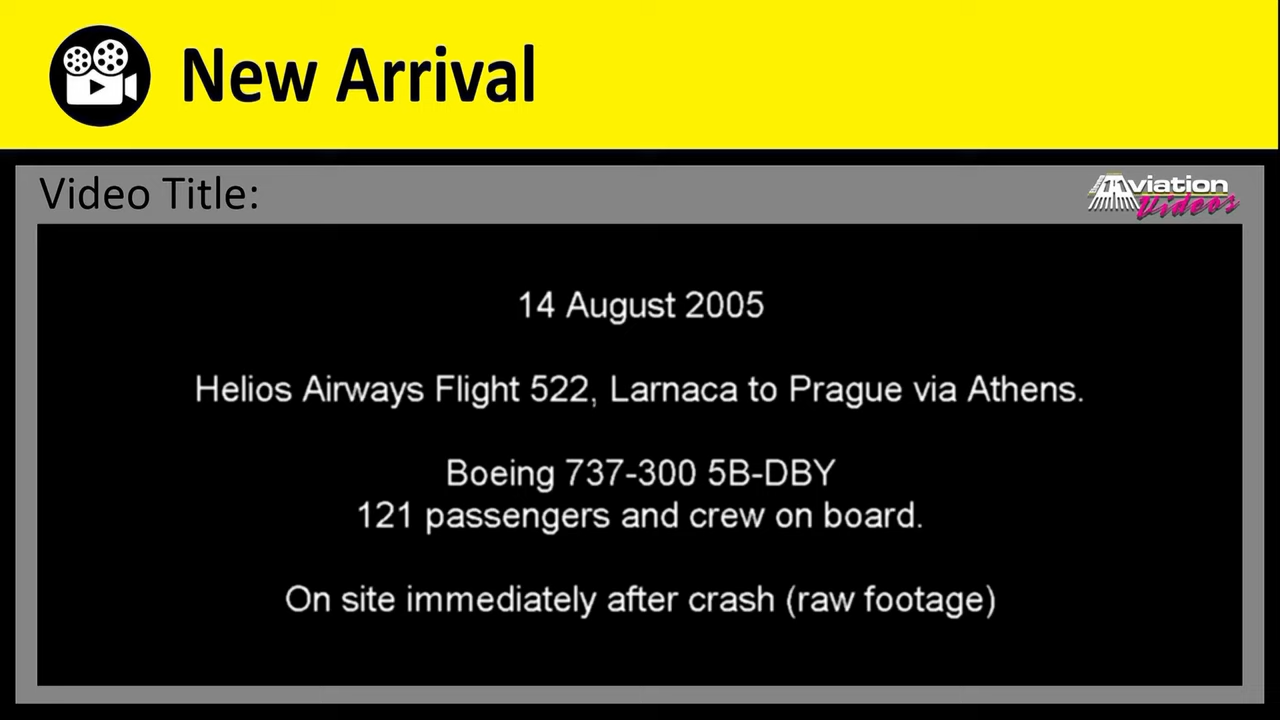 New Arrival
Video Title:
Aviation
Videos
14 August 2005
Helios Airways Flight 522, Larnaca to Prague via Athens.
Boeing 737-300 5B-DBY
121 passengers and crew on board.
On site immediately after crash (raw footage)